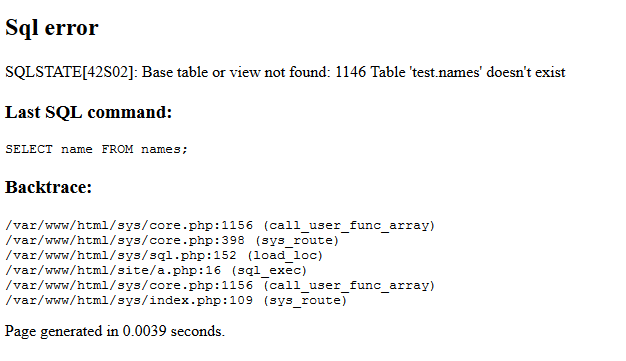 Sql error
SQLSTATE[42S02]: Base table or view not found: 1146 Table 'test.names' doesn't exist
Last SQL command:
SELECT name FROM names;
Backtrace:
/var/www/html/sys/core.php:1156 (call_user_func_array)
/var/www/html/sys/core.php:398 (sys_route)
/var/www/html/sys/sql.php:152 (load_loc)
/var/www/html/site/a.php:16 (sql_exec)
/var/www/html/sys/core.php:1156 (call_user_func_array)
/var/www/html/sys/index.php:109 (sys_route)
Page generated in 0.0039 seconds.